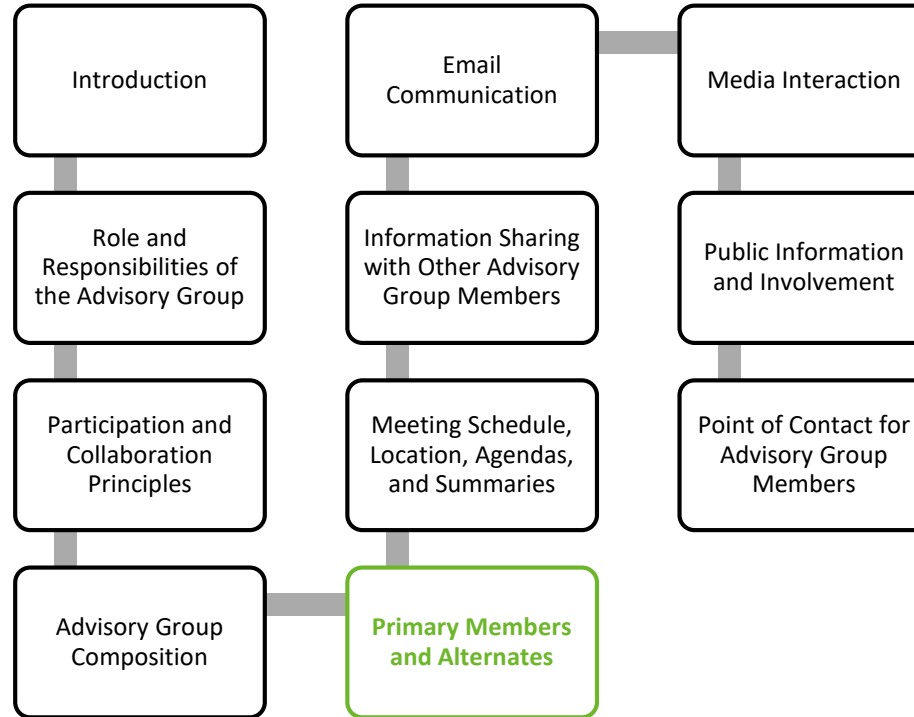 Introduction
Role and
Responsibilities of
the Advisory Group
Participation and
Collaboration
Principles
Advisory Group
Composition
Primary Members
and Alternates
Meeting Schedule,
Location, Agendas,
and Summaries
Information Sharing
with Other Advisory
Group Members
Email
Communication
Media Interaction
Public Information
and Involvement
Point of Contact for
Advisory Group
Members